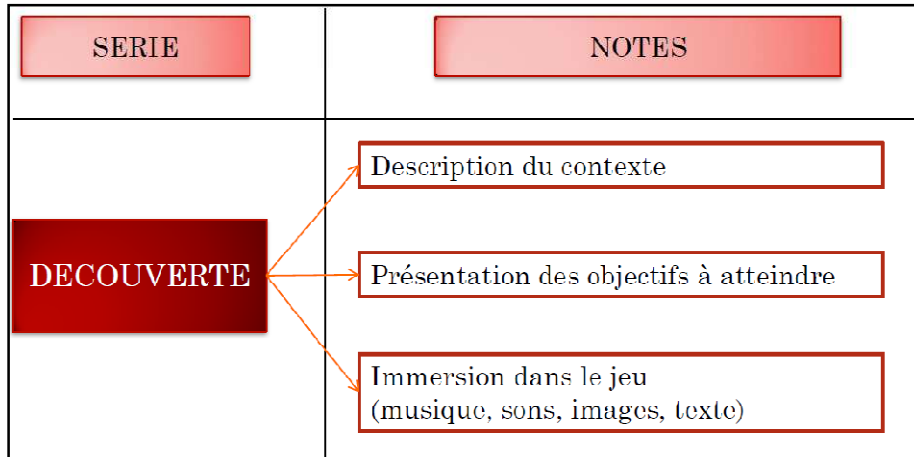 SERIE
NOTES
Description du contexte
DECOUVERTE
Présentation des objectifs à atteindre
Immersion dans le jeu
(musique, sons, images, texte)